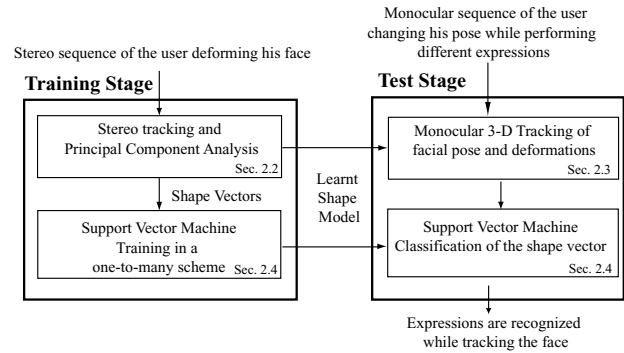 Stereo sequence of the user deforming his face
Training Stage
Stereo tracking and
Principal Component Analysis
Sec. 2.2
Shape Vectors
Support Vector Machine
Training in a
one-to-many scheme
Sec. 2.4
Learnt
Shape
Model
Monocular sequence of the user
changing his pose while performing
different expressions
Test Stage
Monocular 3-D Tracking of
facial pose and deformations
Sec. 2.3
Support Vector Machine
Classification of the shape vector
Sec. 2.4
Expressions are recognized
while tracking the face